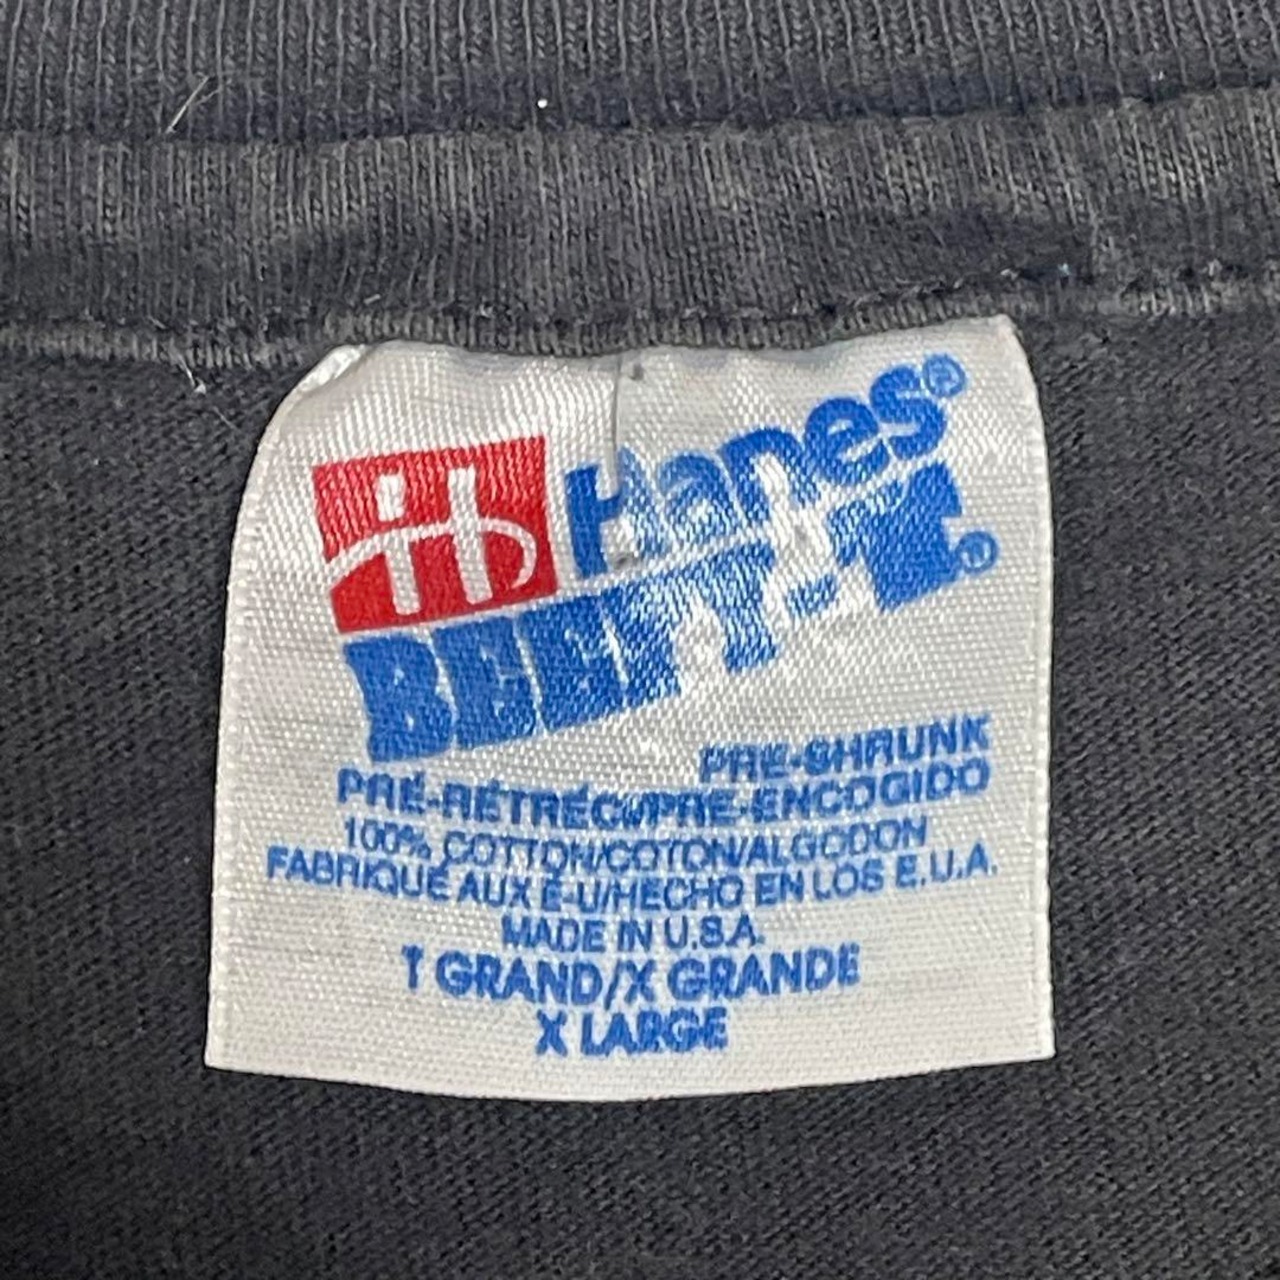 Hanes®
BEEFY-T®
PRE-SHRUNK
PRÉ-RÉTRÉCI/PRE-ENCOGIDO
100% COTTON/COTON/ALGODON
FABRIQUÉ AUX É-U/HECHO EN LOS E.U.A.
MADE IN U.S.A.
T GRAND/X GRANDE
X LARGE